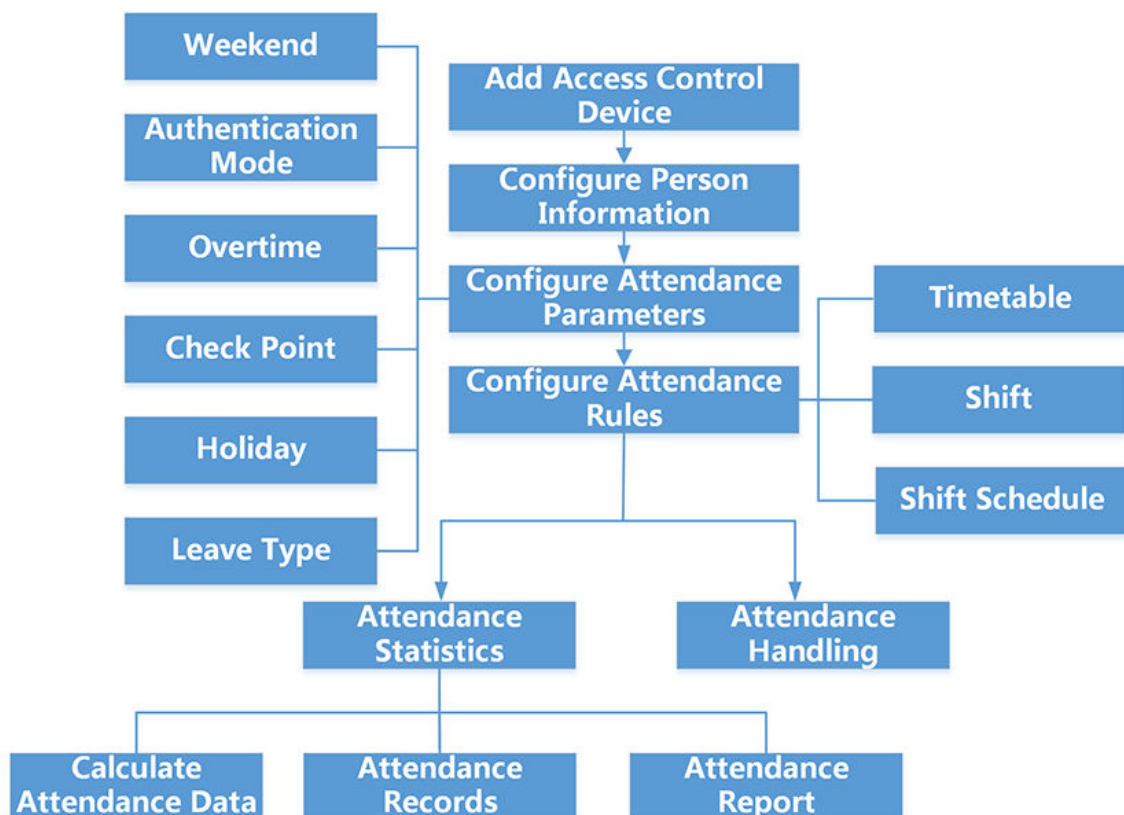 Weekend
Authentication
Mode
Overtime
Check Point
Holiday
Leave Type
Add Access Control
Device
Configure Person
Information
Configure Attendance
Parameters
Configure Attendance
Rules
Timetable
Shift
Shift Schedule
Attendance
Statistics
Attendance
Handling
Calculate
Attendance Data
Attendance
Records
Attendance
Report